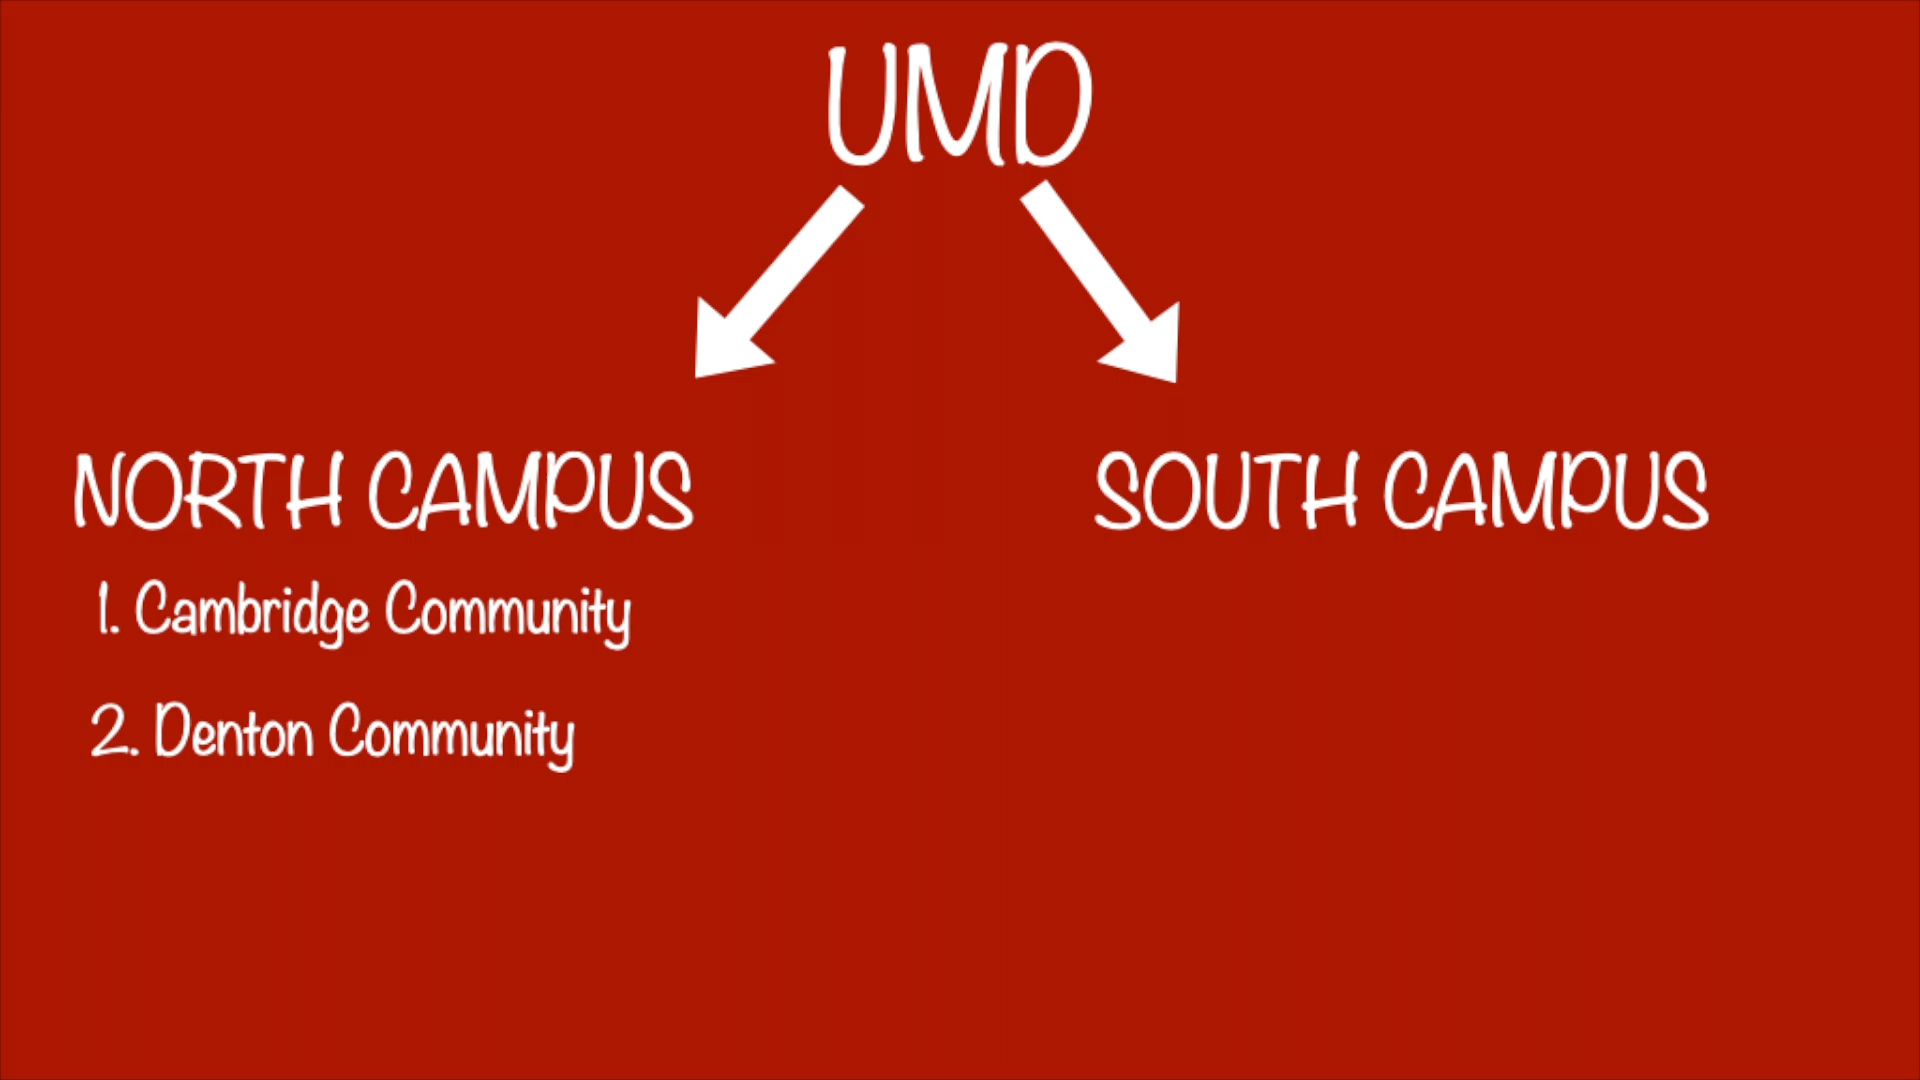 UMD
NORTH CAMPUS
1. Cambridge Community
2. Denton Community
SOUTH CAMPUS